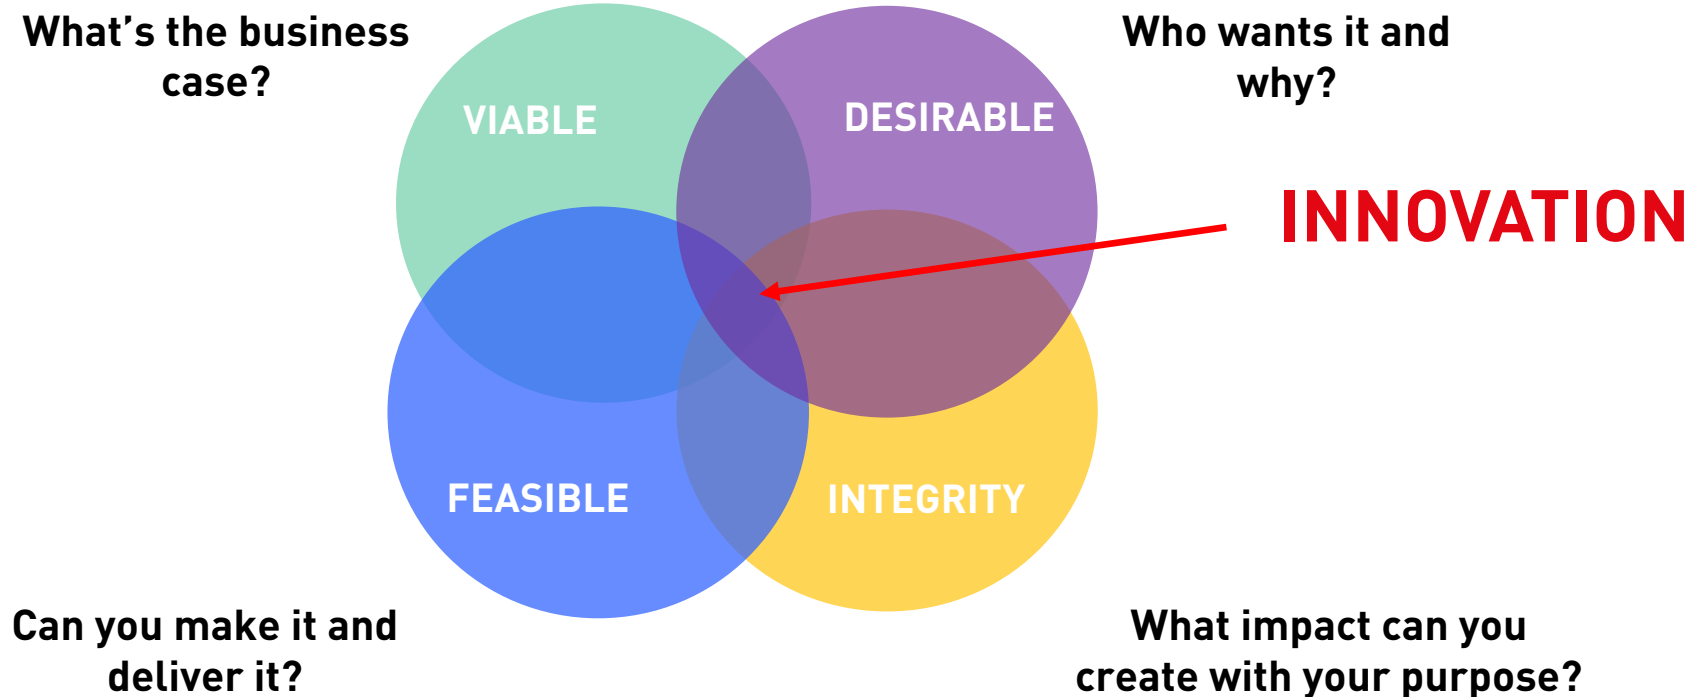 What's the business
case?
Who wants it and
why?
VIABLE
DESIRABLE
INNOVATION
FEASIBLE
INTEGRITY
Can you make it and
deliver it?
What impact can you
create with your purpose?